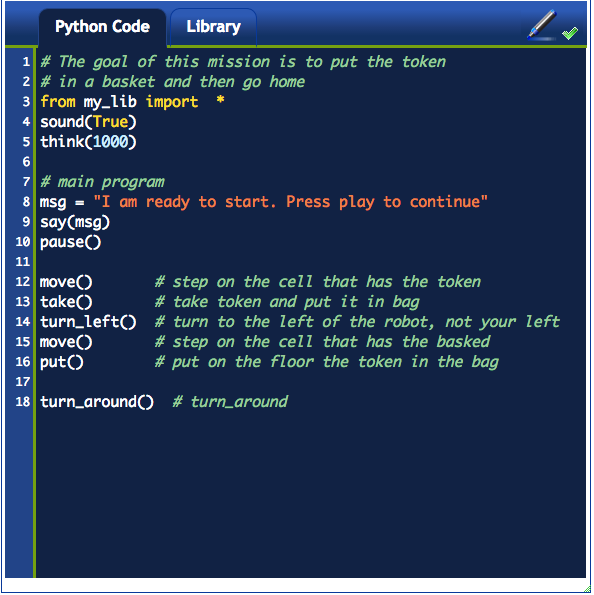 Python Code Library
1 # The goal of this mission is to put the token
2 # in a basket and then go home
3 from my_lib import  *
4 sound(True)
5 think(1000)
6
7 # main program
8 msg = "I am ready to start. Press play to continue"
9 say(msg)
10 pause()
11
12 move()       # step on the cell that has the token
13 take()       # take token and put it in bag
14 turn_left()  # turn to the left of the robot, not your left
15 move()       # step on the cell that has the basked
16 put()        # put on the floor the token in the bag
17
18 turn_around()  # turn_around